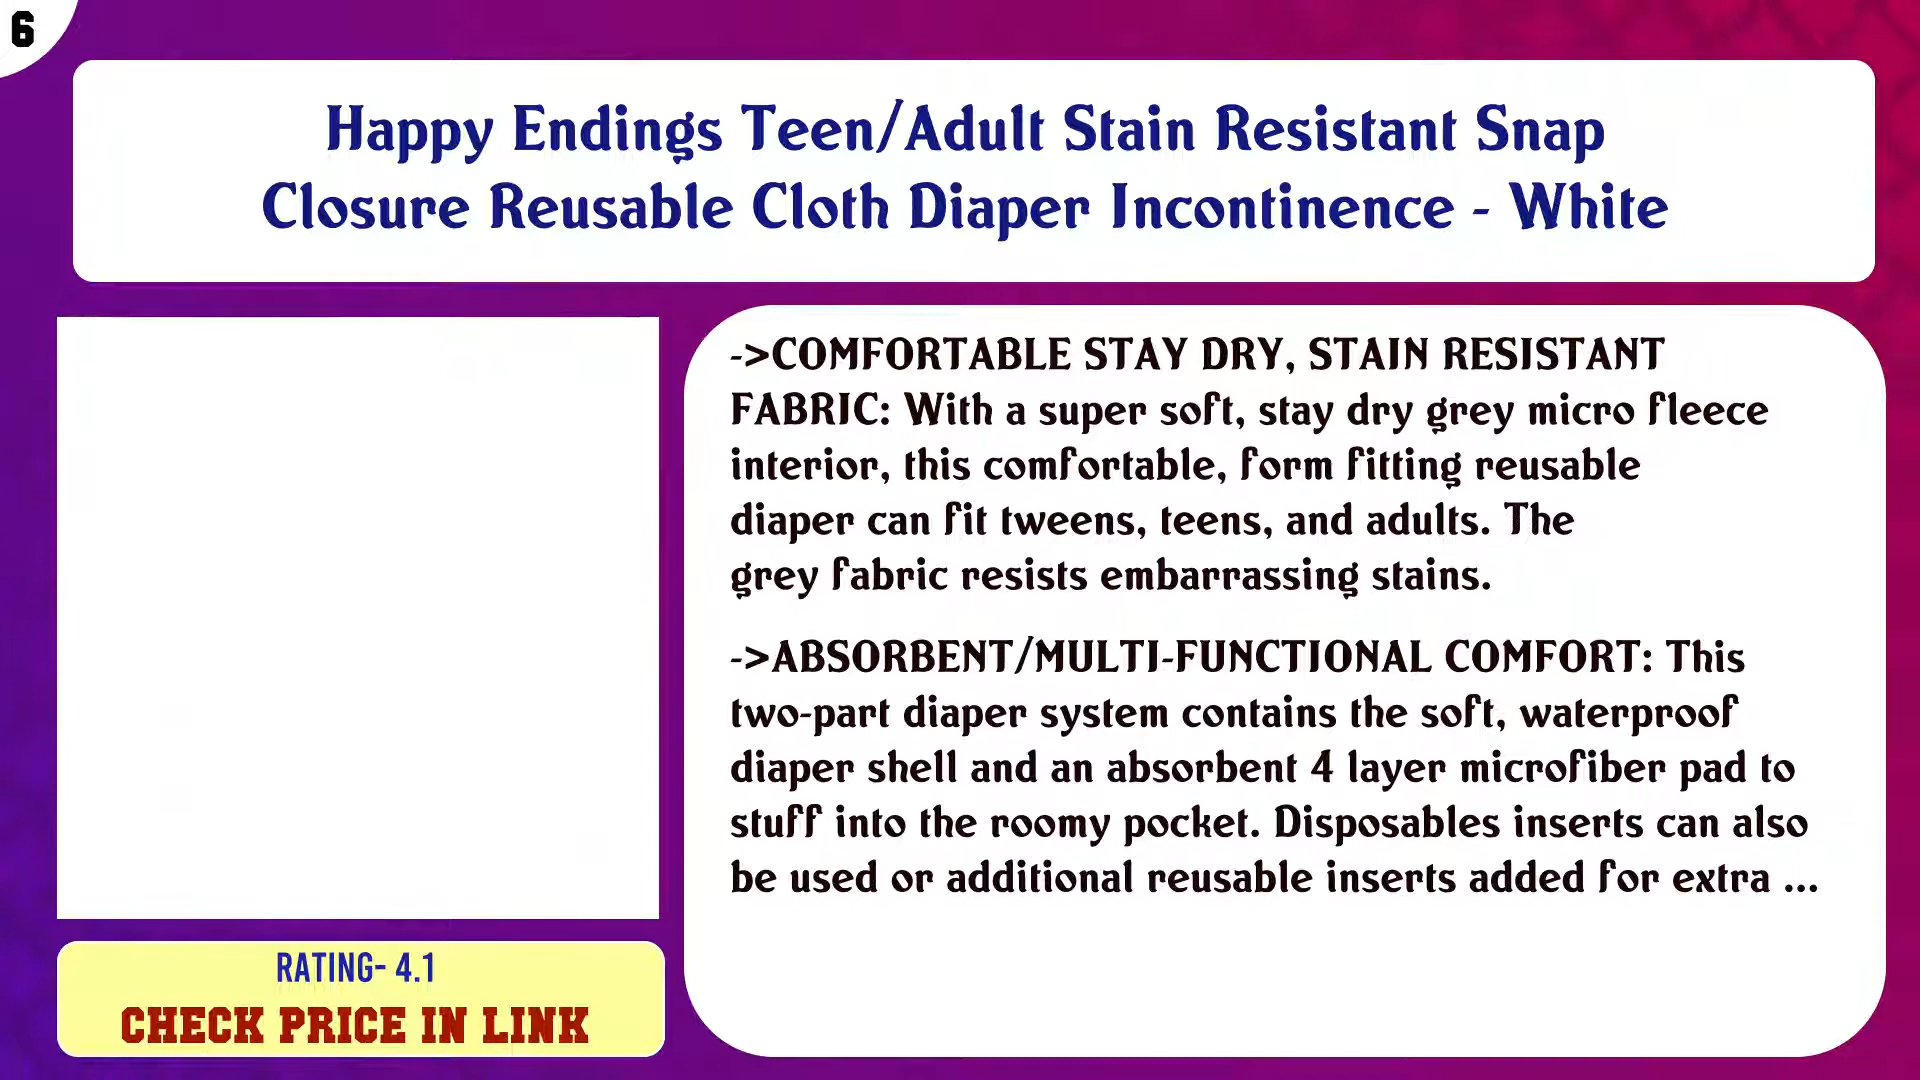 6
Happy Endings Teen/Adult Stain Resistant Snap
Closure Reusable Cloth Diaper Incontinence - White
->COMFORTABLE STAY DRY, STAIN RESISTANT
FABRIC: With a super soft, stay dry grey micro fleece
interior, this comfortable, form fitting reusable
diaper can fit tweens, teens, and adults. The
grey fabric resists embarrassing stains.
->ABSORBENT/MULTI-FUNCTIONAL COMFORT: This
two-part diaper system contains the soft, waterproof
diaper shell and an absorbent 4 layer microfiber pad to
stuff into the roomy pocket. Disposables inserts can also
be used or additional reusable inserts added for extra ...
RATING- 4.1
CHECK PRICE IN LINK